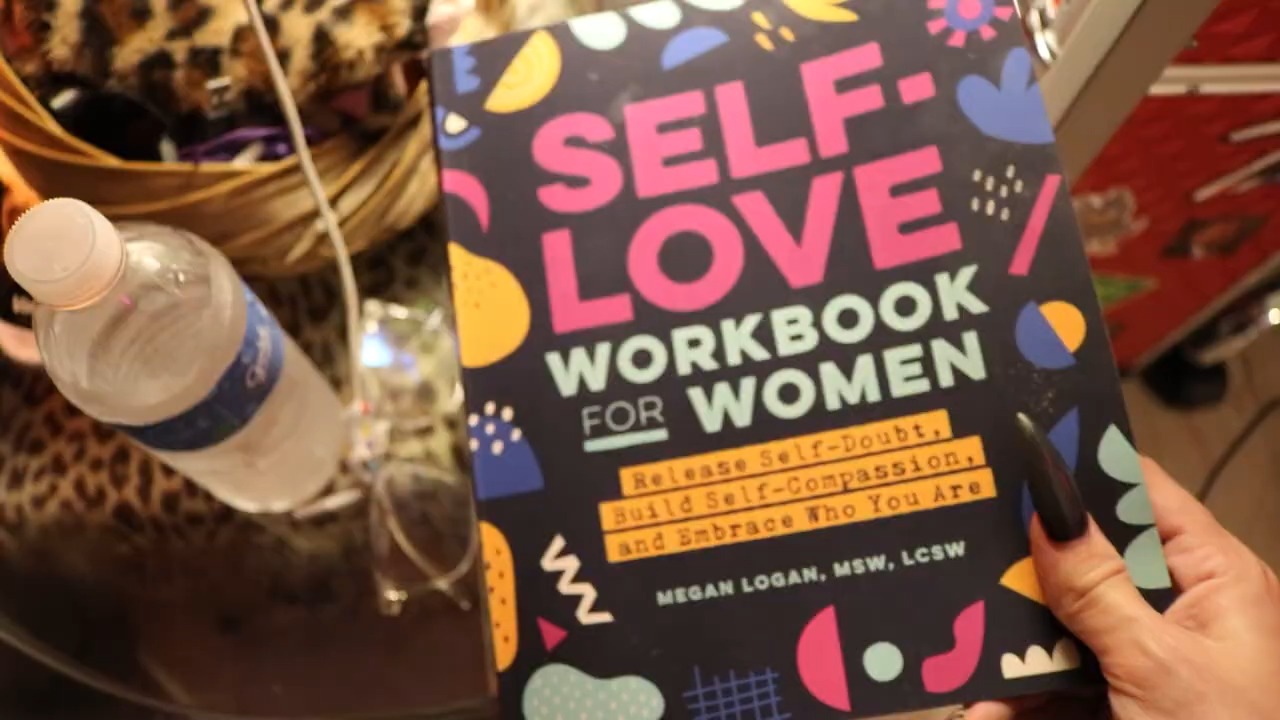 SELF-
LOVE
WORKBOOK
FOR WOMEN
Release Self-Doubt,
Build Self-Compassion,
and Embrace Who You Are
MEGAN LOGAN, MSW, LCSW